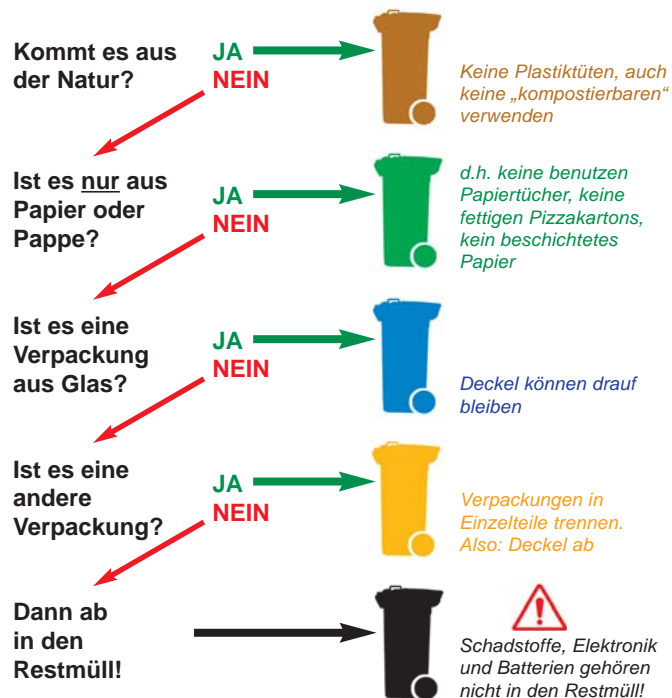 Kommt es aus
der Natur?
JA
NEIN
Keine Plastiktüten, auch
keine „kompostierbaren“
verwenden
Ist es nur aus
Papier oder
Pappe?
JA
NEIN
d.h. keine benutzen
Papiertücher, keine
fettigen Pizzakartons,
kein beschichtetes
Papier
Ist es eine
Verpackung
aus Glas?
JA
NEIN
Deckel können drauf
bleiben
Ist es eine
andere
Verpackung?
JA
NEIN
Verpackungen in
Einzelteile trennen.
Also: Deckel ab
Dann ab
in den
Restmüll!
Schadstoffe, Elektronik
und Batterien gehören
nicht in den Restmüll!